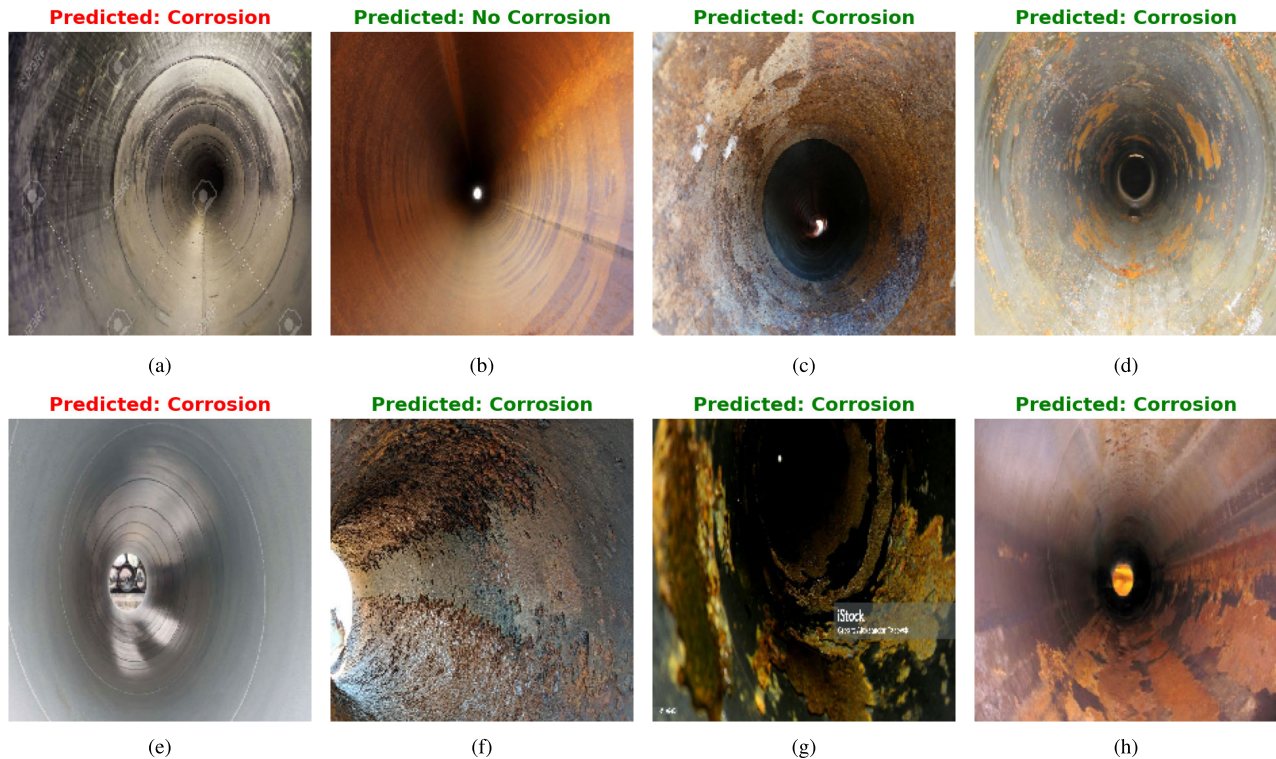 Predicted: Corrosion
Predicted: No Corrosion
Predicted: Corrosion
Predicted: Corrosion
(a)
(b)
(c)
(d)
Predicted: Corrosion
Predicted: Corrosion
Predicted: Corrosion
Predicted: Corrosion
iStock
(e)
(f)
(g)
(h)